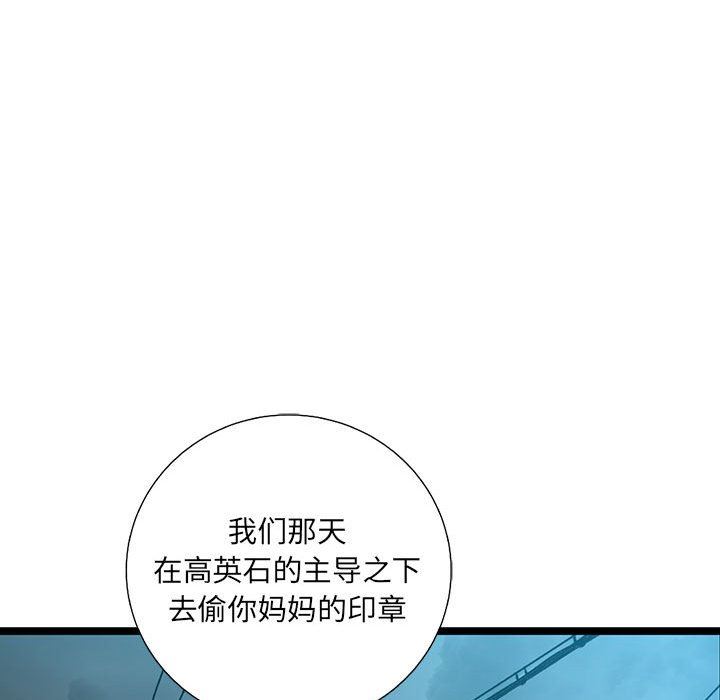 我们那天
在高英石的主导之下
去偷你妈妈的印章